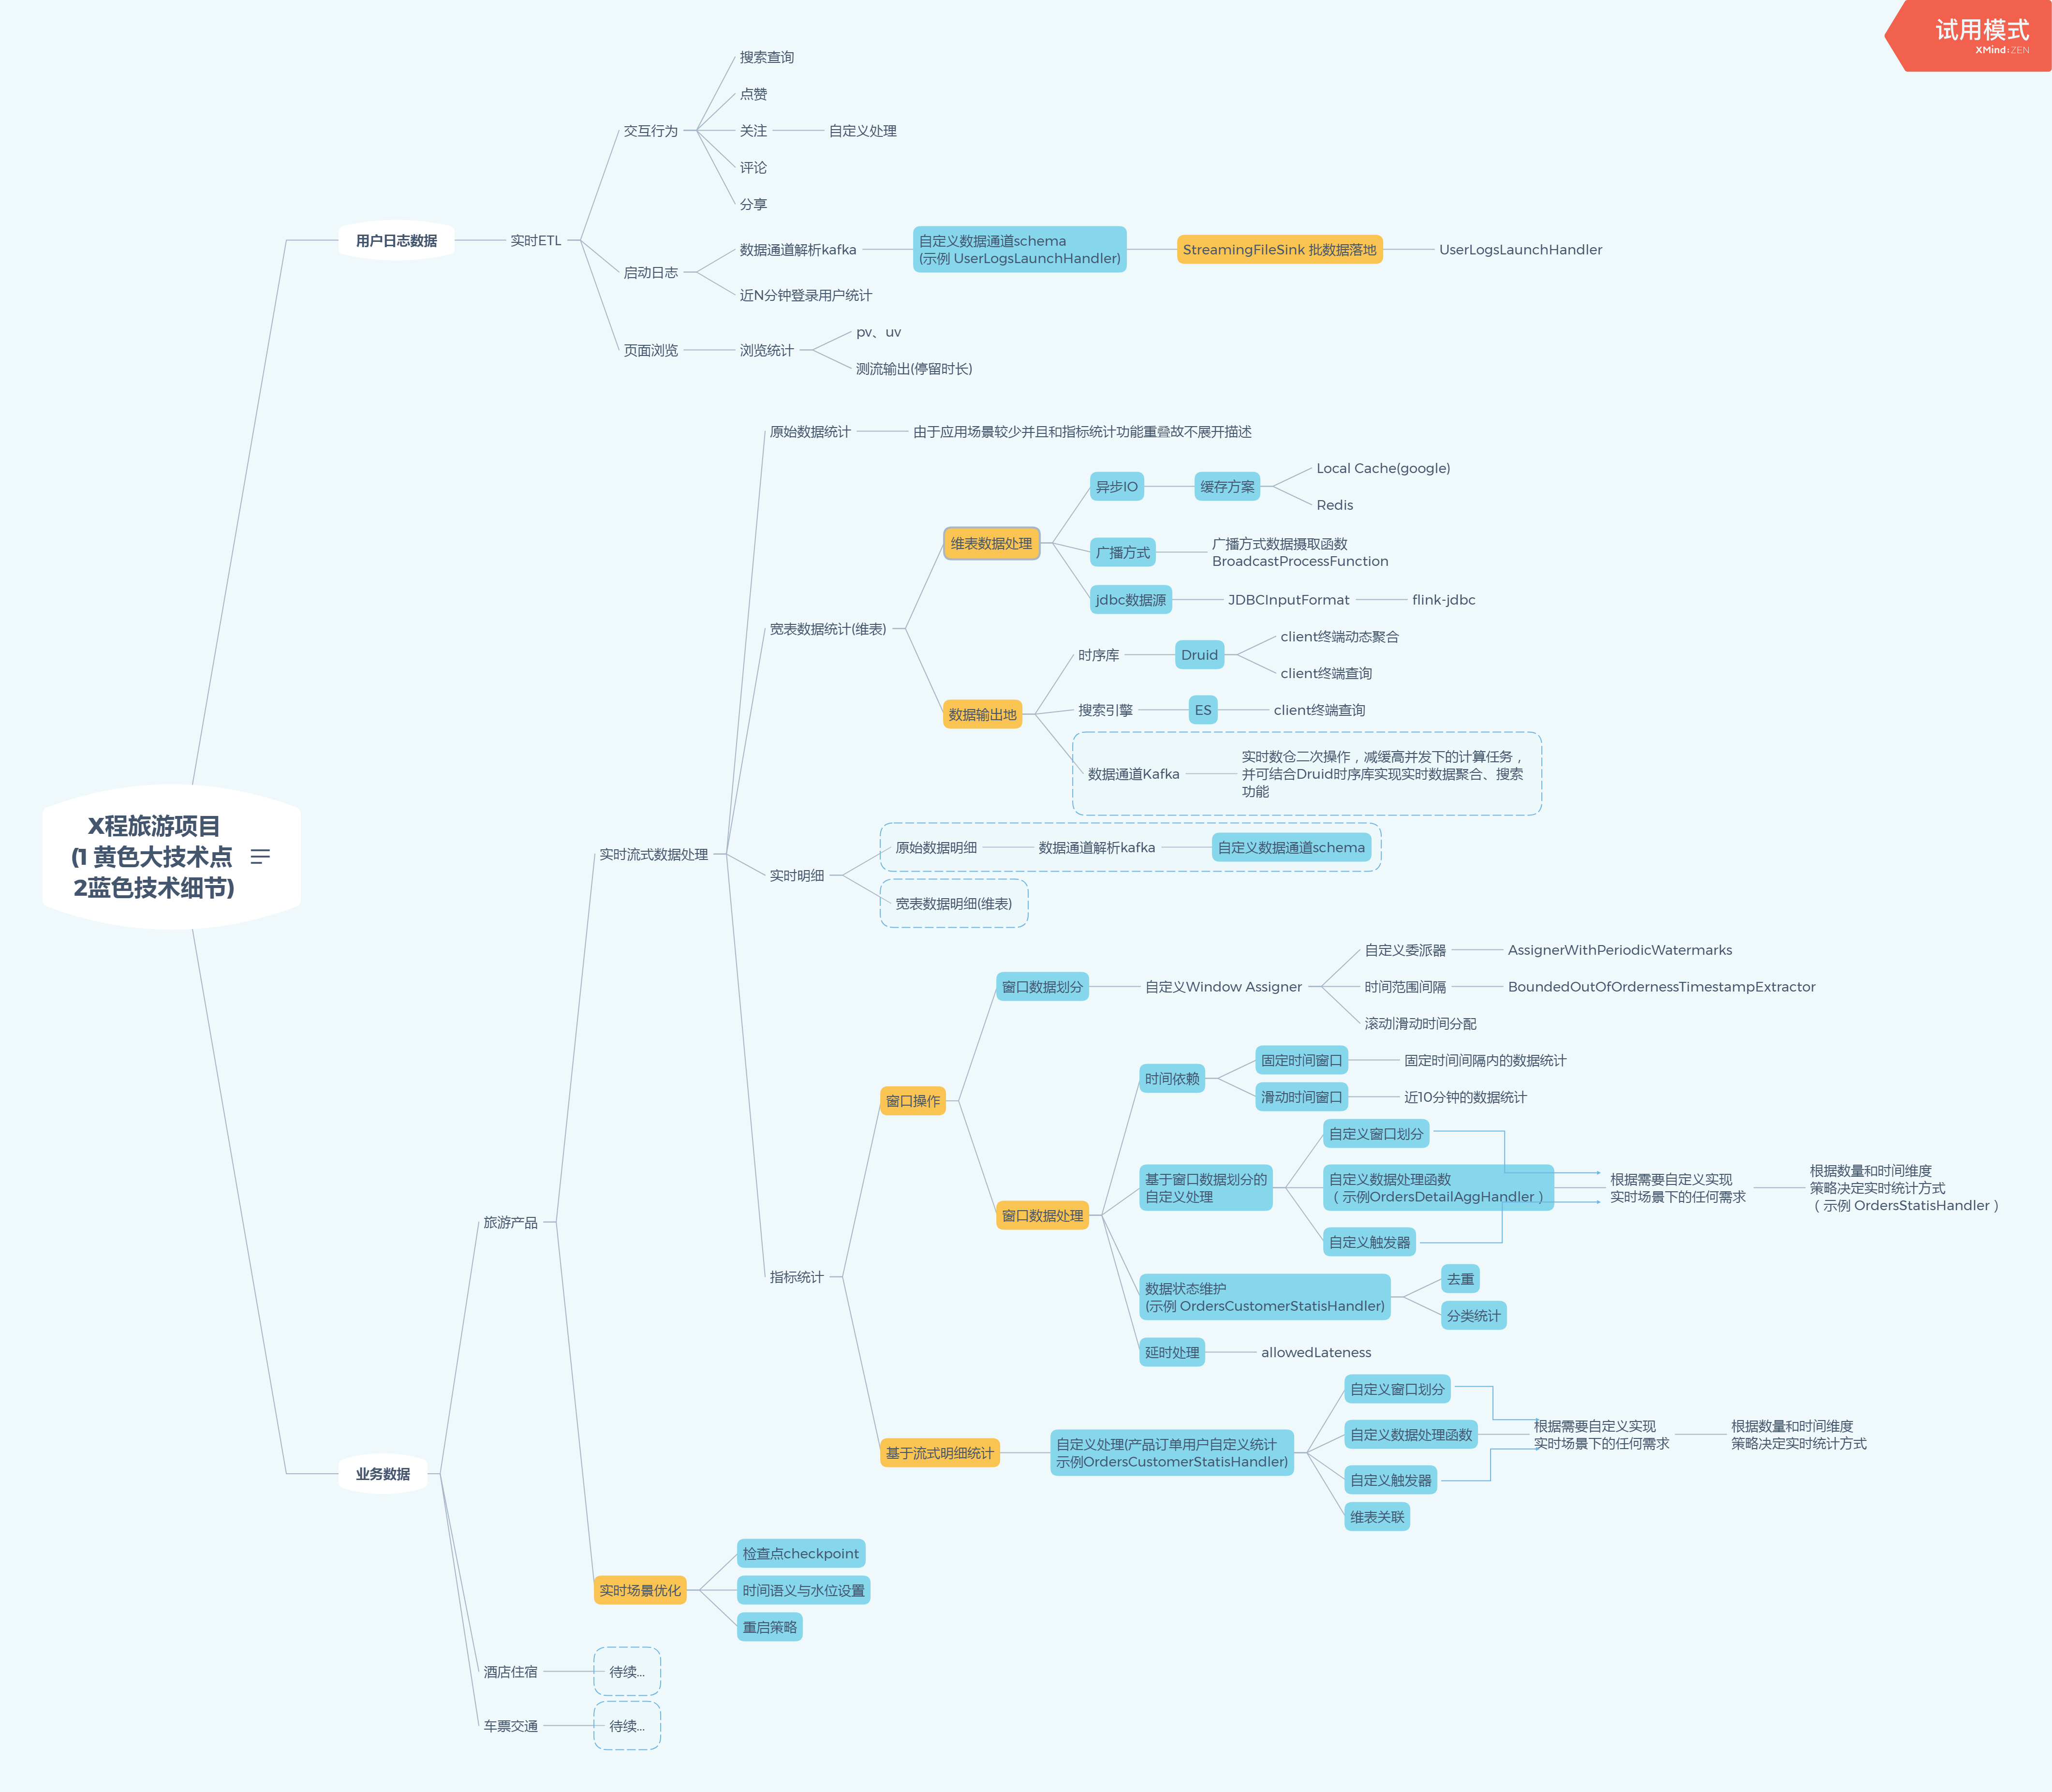 试用模式
XMind:ZEN
搜索查询
点赞
交互行为
关注
自定义处理
评论
分享
用户日志数据
实时ETL
启动日志
数据通道解析kafka
自定义数据通道schema
(示例 UserLogsLaunchHandler)
StreamingFileSink 批数据落地
UserLogsLaunchHandler
近N分钟登录用户统计
页面浏览
浏览统计
pv、uv
测流输出(停留时长)
X程旅游项目
(1 黄色大技术点
2蓝色技术细节)
业务数据
旅游产品
实时流式数据处理
原始数据统计
由于应用场景较少并且和指标统计功能重叠故不展开描述
宽表数据统计(维表)
维表数据处理
异步IO
缓存方案
Local Cache(google)
Redis
广播方式
广播方式数据摄取函数
BroadcastProcessFunction
jdbc数据源
JDBCInputFormat
flink-jdbc
数据输出地
时序库
Druid
client终端动态聚合
client终端查询
搜索引擎
ES
client终端查询
数据通道Kafka
实时数仓二次操作，减缓高并发下的计算任务，
并可结合Druid时序库实现实时数据聚合、搜索
功能
实时明细
原始数据明细
数据通道解析kafka
自定义数据通道schema
宽表数据明细(维表)
指标统计
窗口操作
窗口数据划分
自定义Window Assigner
自定义委派器
AssignerWithPeriodicWatermarks
时间范围间隔
BoundedOutOfOrdernessTimestampExtractor
滚动|滑动时间分配
窗口数据处理
时间依赖
固定时间窗口
固定时间间隔内的数据统计
滑动时间窗口
近10分钟的数据统计
基于窗口数据划分的
自定义处理
自定义窗口划分
自定义数据处理函数
（示例OrdersDetailAggHandler）
自定义触发器
根据需要自定义实现
实时场景下的任何需求
根据数量和时间维度
策略决定实时统计方式
（示例 OrdersStatisHandler）
数据状态维护
(示例 OrdersCustomerStatisHandler)
去重
分类统计
延时处理
allowedLateness
基于流式明细统计
自定义处理(产品订单用户自定义统计
示例OrdersCustomerStatisHandler)
自定义窗口划分
自定义数据处理函数
自定义触发器
维表关联
根据需要自定义实现
实时场景下的任何需求
根据数量和时间维度
策略决定实时统计方式
实时场景优化
检查点checkpoint
时间语义与水位设置
重启策略
酒店住宿
待续...
车票交通
待续...